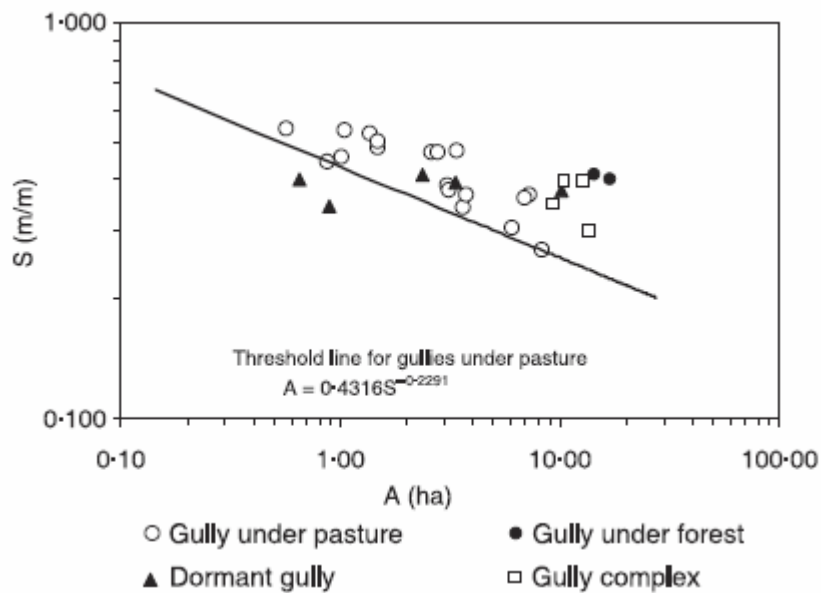 1·000
S (m/m)
Threshold line for gullies under pasture
A = 0·4316S^−0·2291
0·100
0·10 1·00 10·00 100·00
A (ha)
Gully under pasture Gully under forest
Dormant gully Gully complex